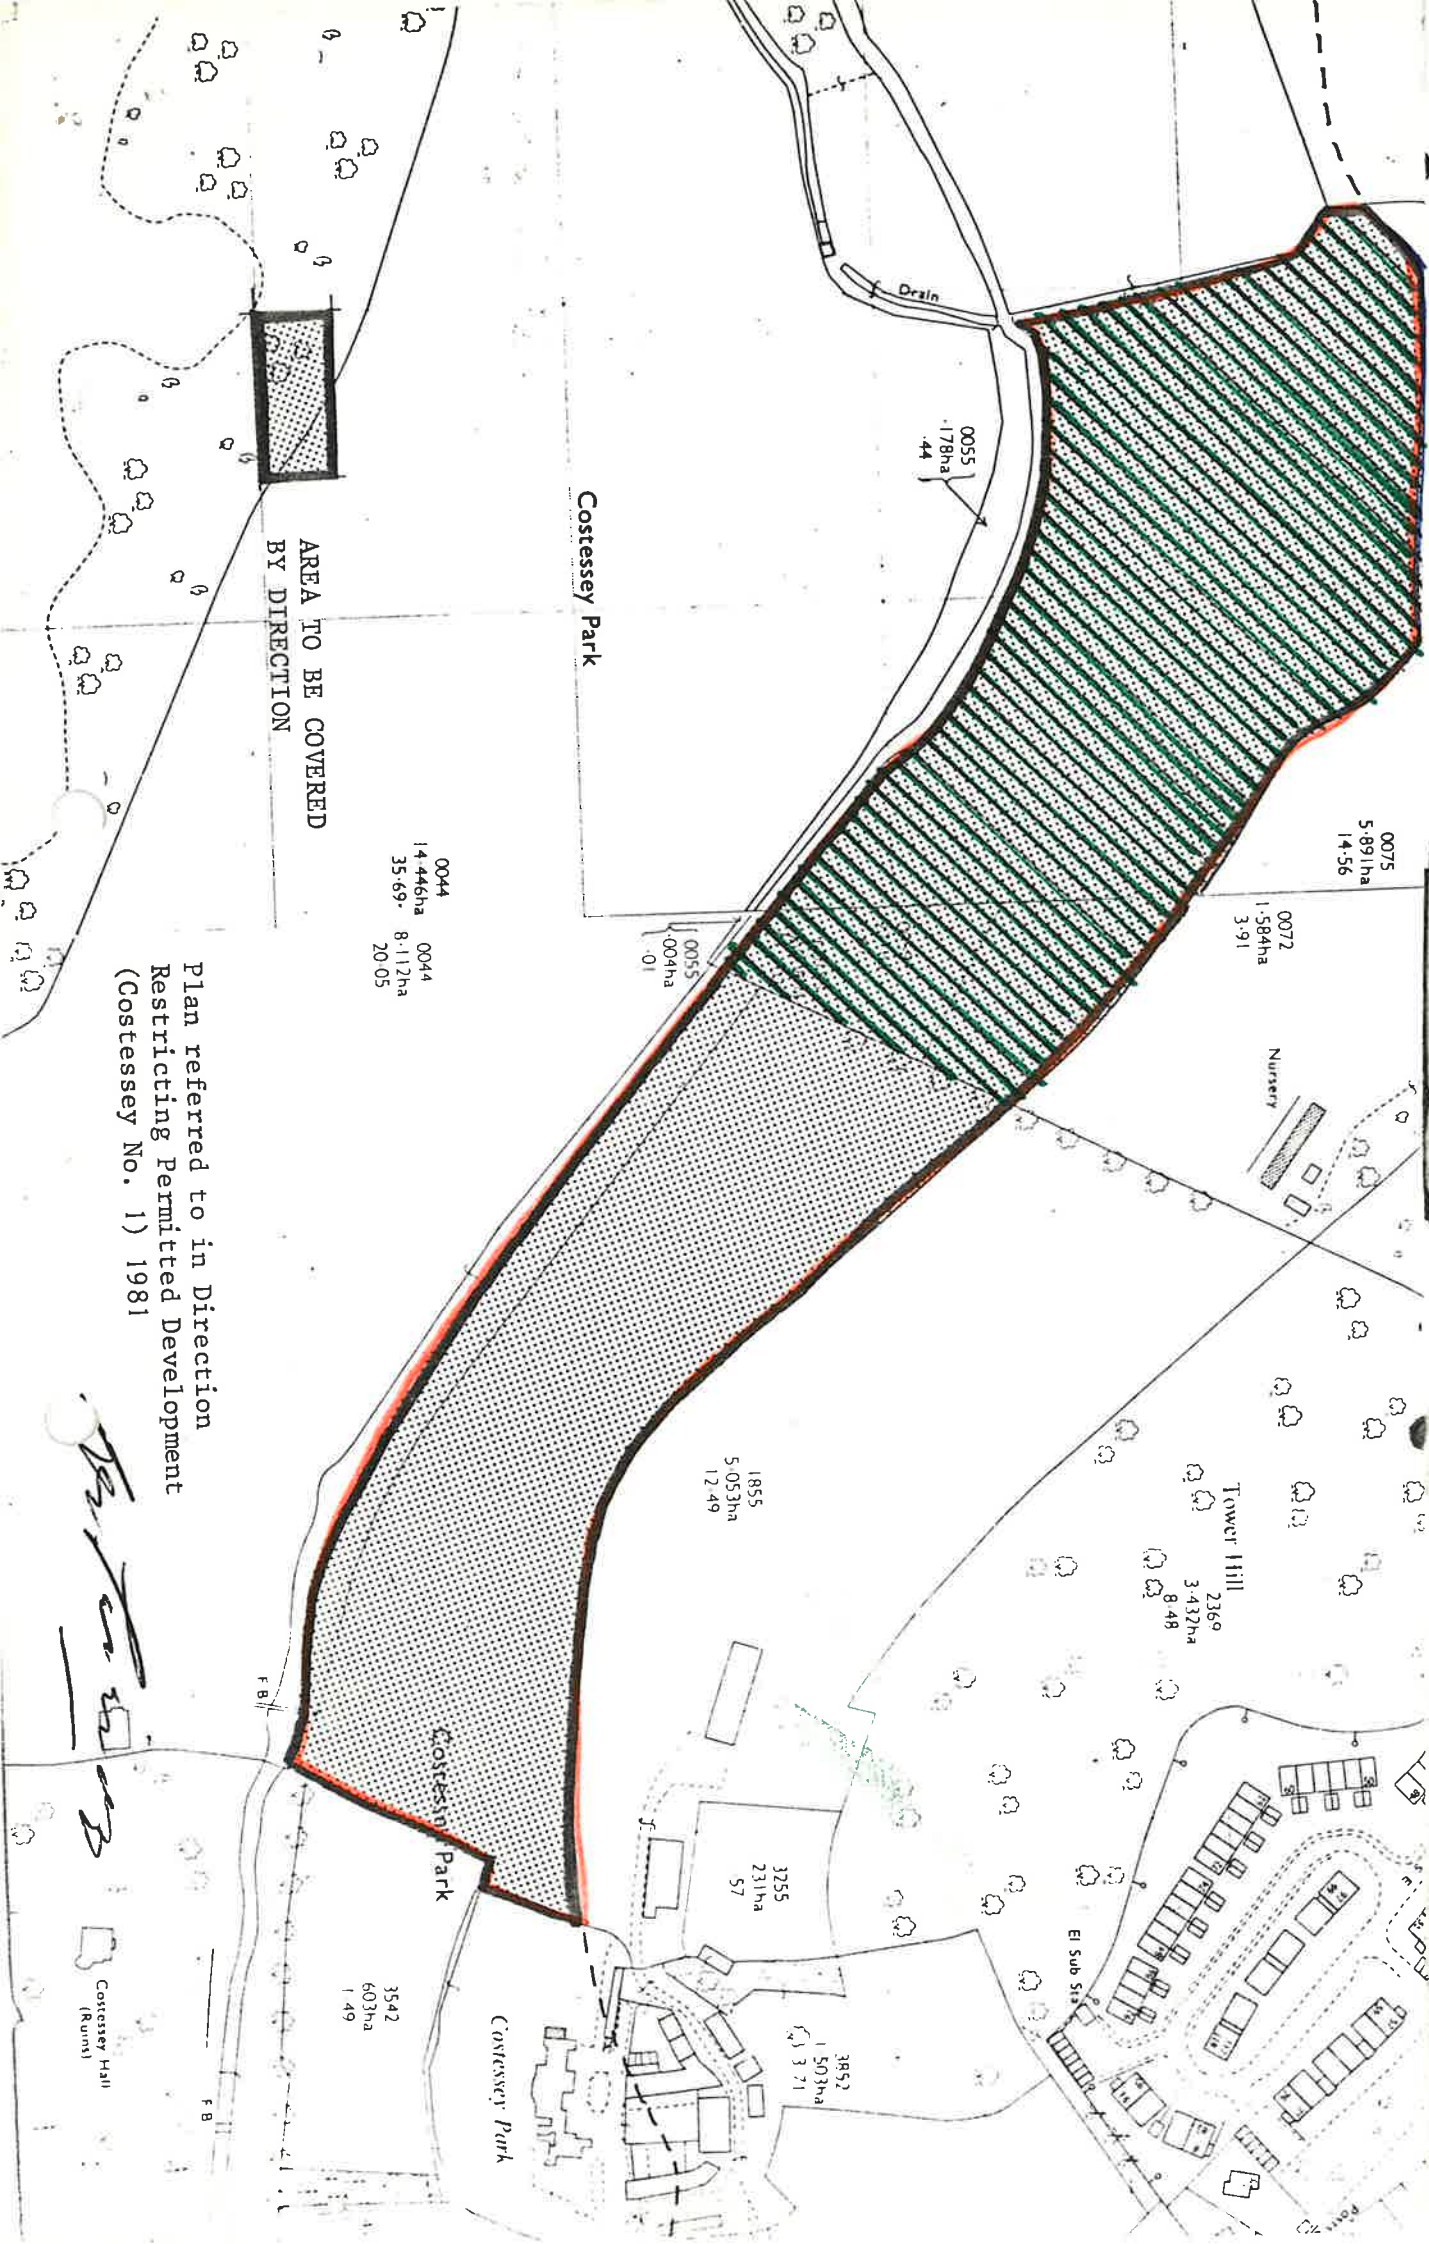 Drain
0055
·178ha
·44
Costessey Park
AREA TO BE COVERED
BY DIRECTION
0075
5·891ha
14·56
0072
1·584ha
3·91
0055
·004ha
·01
0044
14·446ha
35·69
0044
8·112ha
20·05
Nursery
Plan referred to in Direction
Restricting Permitted Development
(Costessey No. 1) 1981
1855
5·053ha
12·49
Tower Hill
2369
3·432ha
8·48
F B
Park
3255
·231ha
·57
El Sub Sta
3542
·603ha
1·49
Costessey Park
3852
1·503ha
3·71
Costessey Hall
(Ruins)
F B